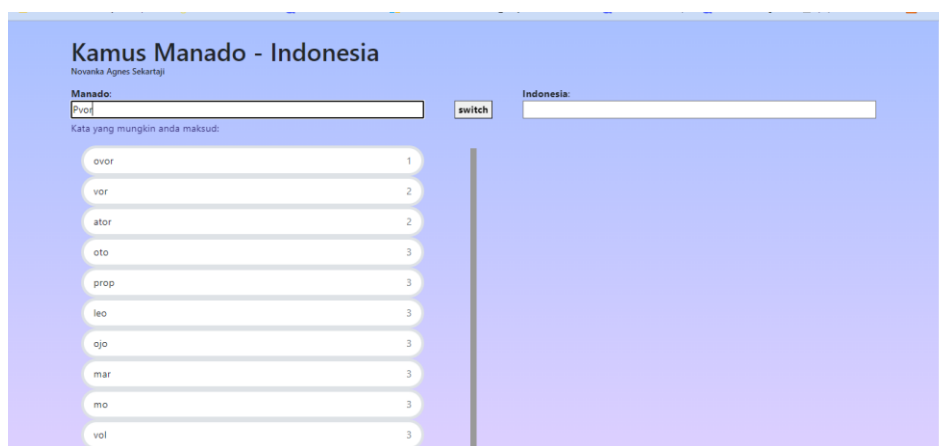 Kamus Manado - Indonesia
Novanka Agnes Sekartaji
Manado:
Indonesia:
Pvor
switch
Kata yang mungkin anda maksud:
ovor 1
vor 2
ator 2
oto 3
prop 3
leo 3
ojo 3
mar 3
mo 3
vol 3